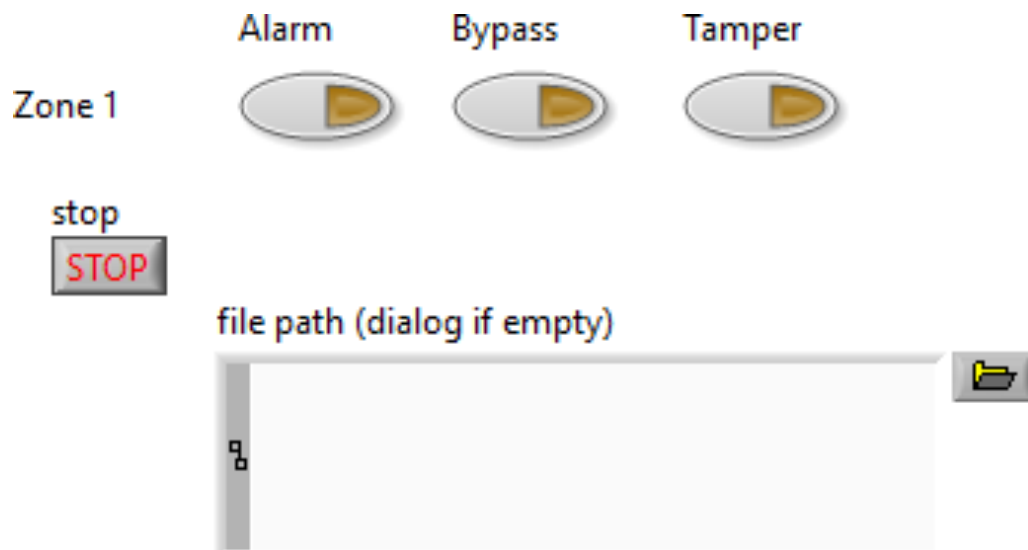 Alarm Bypass Tamper
Zone 1
stop
STOP
file path (dialog if empty)